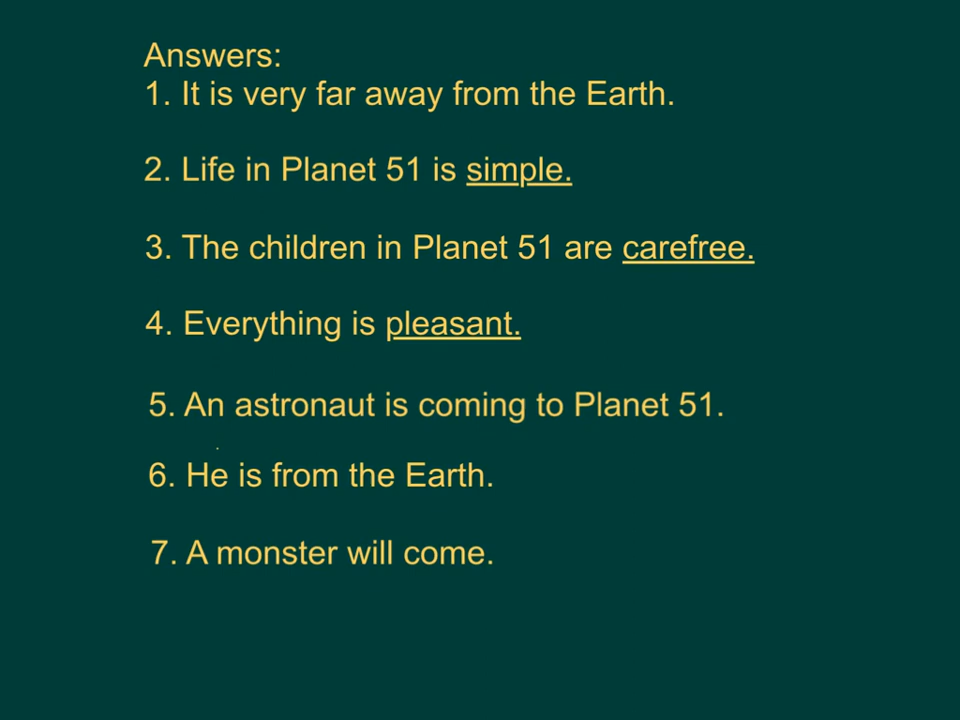 Answers:
1. It is very far away from the Earth.
2. Life in Planet 51 is simple.
3. The children in Planet 51 are carefree.
4. Everything is pleasant.
5. An astronaut is coming to Planet 51.
6. He is from the Earth.
7. A monster will come.